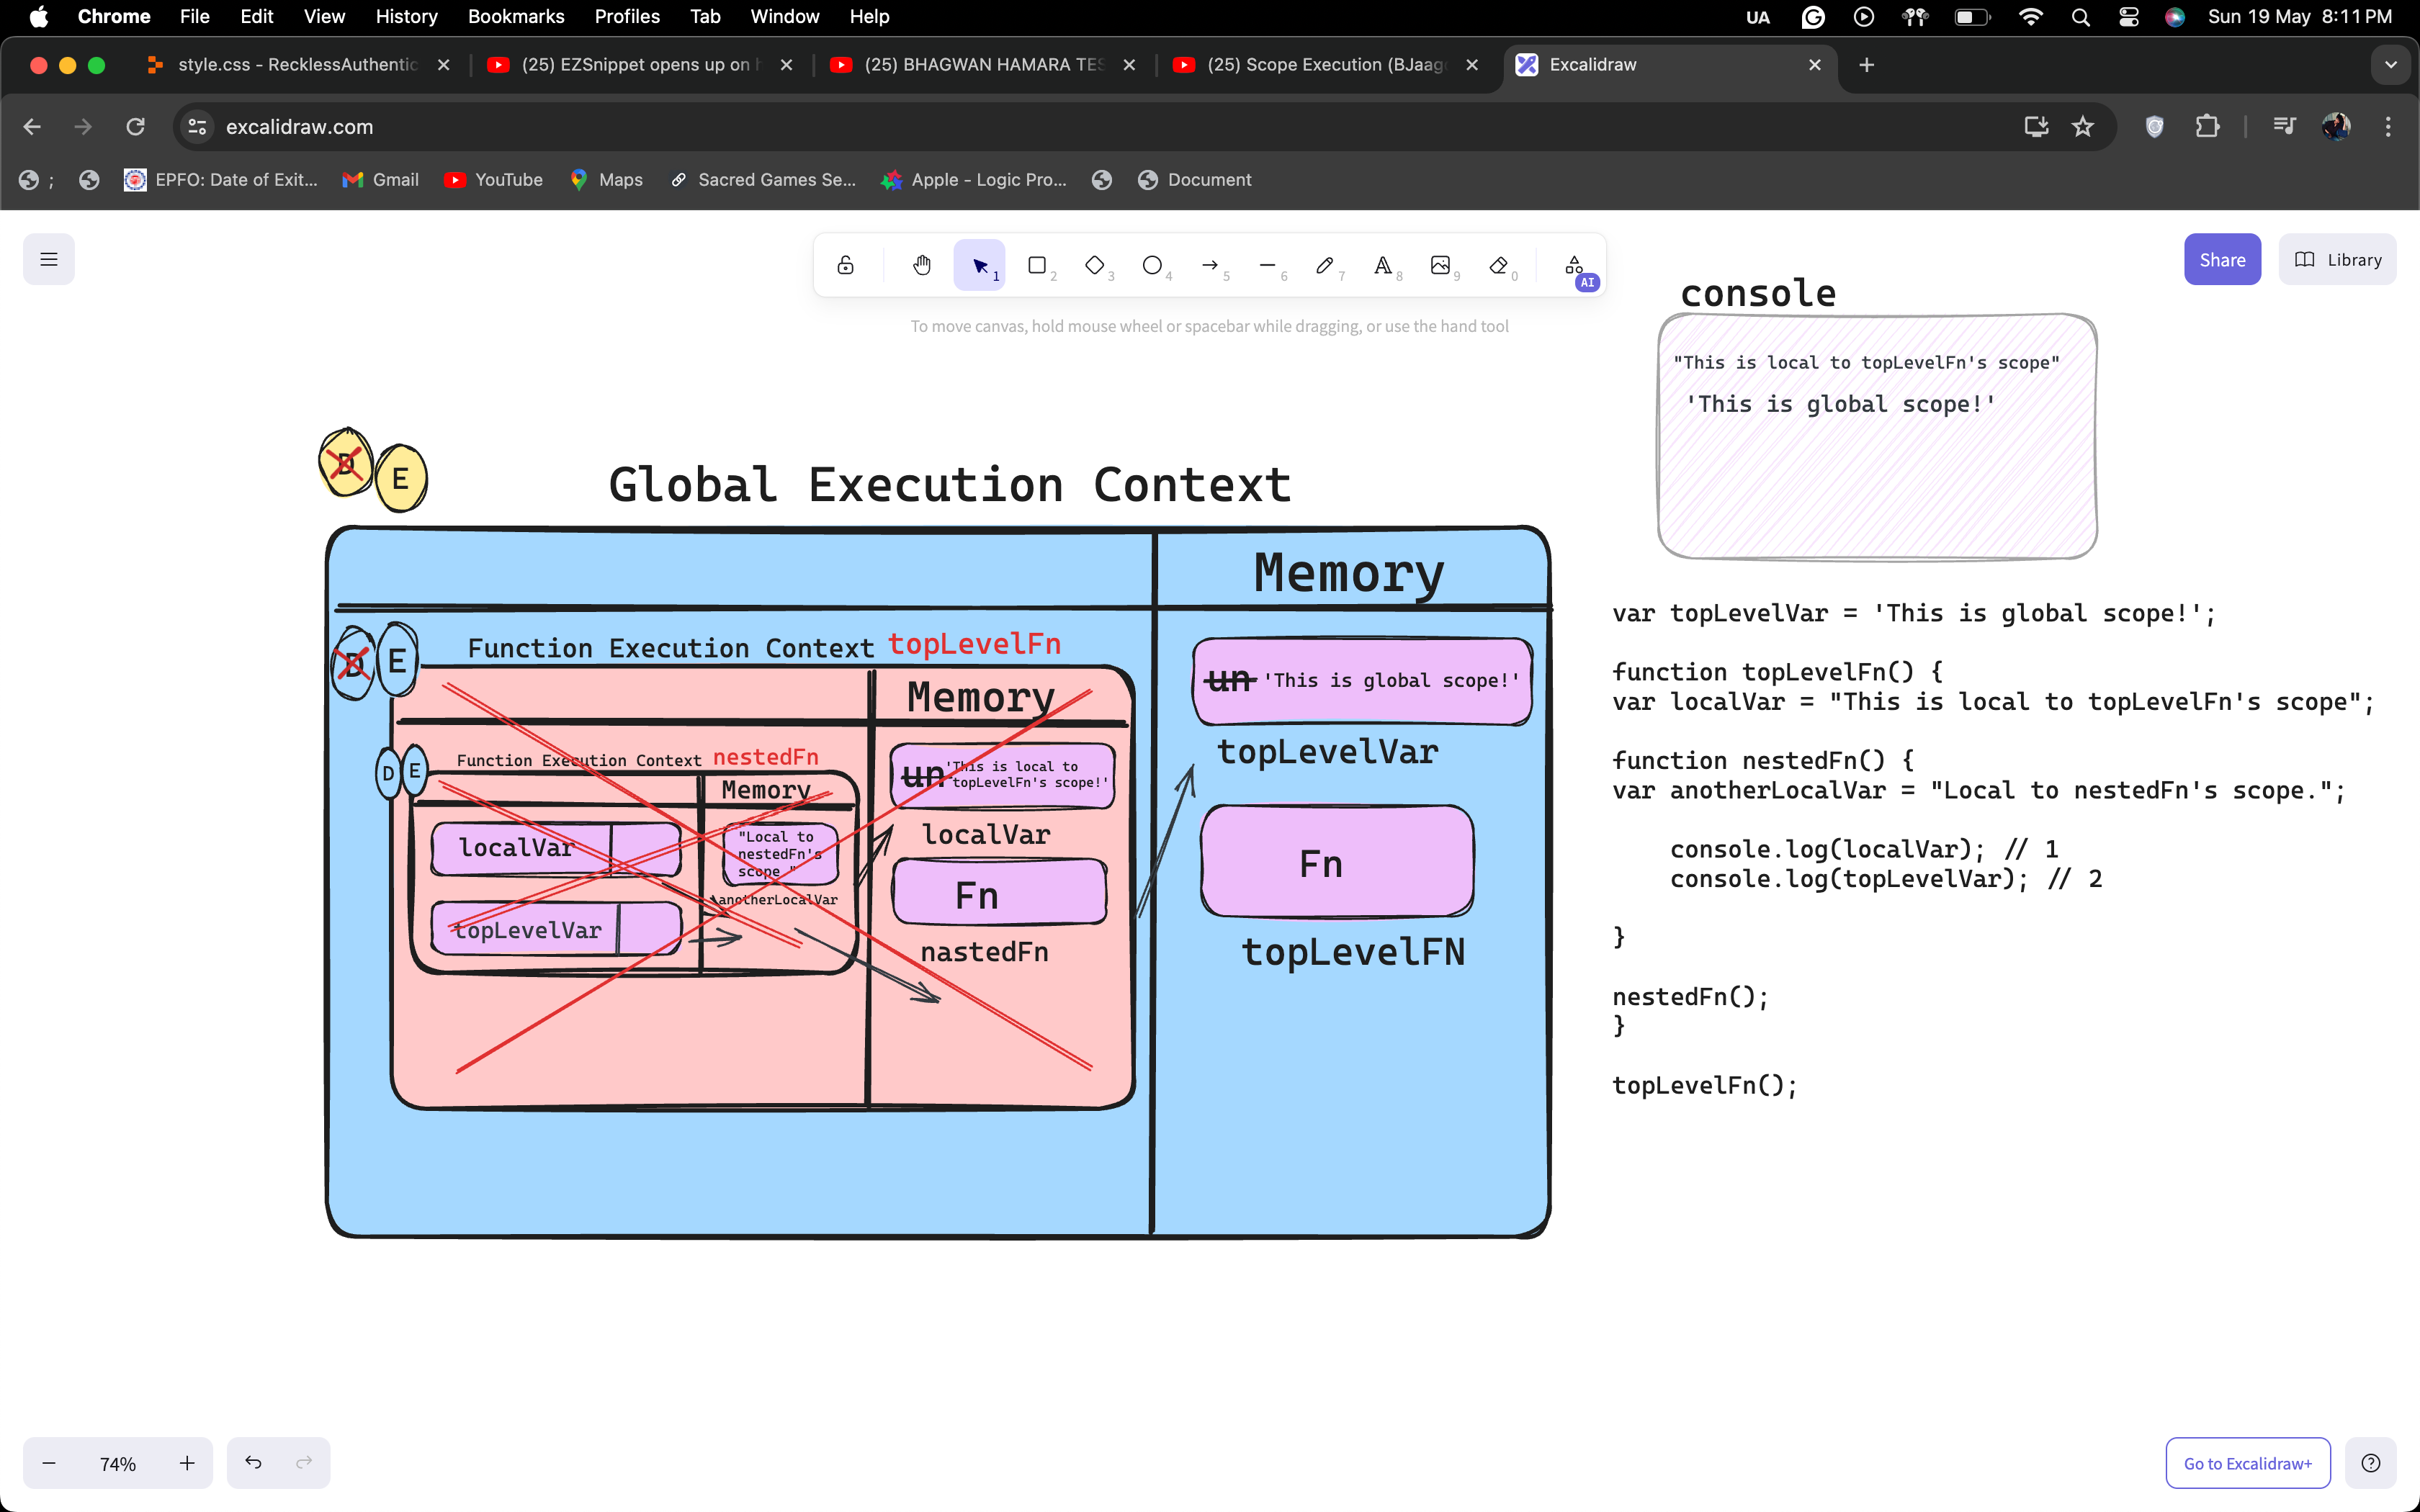 Chrome File Edit View History Bookmarks Profiles Tab Window Help UA Sun 19 May 8:11 PM
style.css - RecklessAuthentic (25) EZSnippet opens up on h (25) BHAGWAN HAMARA TES (25) Scope Execution (BJaag Excalidraw
excalidraw.com
; EPFO: Date of Exit... Gmail YouTube Maps Sacred Games Se... Apple - Logic Pro... Document
1 2 3 4 5 6 7 8 9 0 AI
Share Library
To move canvas, hold mouse wheel or spacebar while dragging, or use the hand tool
console
"This is local to topLevelFn's scope"
'This is global scope!'
D E
Global Execution Context
Memory
D E
Function Execution Context topLevelFn
Memory
D E
Function Execution Context nestedFn
Memory
localVar
topLevelVar
"Local to
nestedFn's
scope."
anotherLocalVar
un 'This is local to
topLevelFn's scope!'
localVar
Fn
nastedFn
un 'This is global scope!'
topLevelVar
Fn
topLevelFN
var topLevelVar = 'This is global scope!';
function topLevelFn() {
var localVar = "This is local to topLevelFn's scope";
function nestedFn() {
var anotherLocalVar = "Local to nestedFn's scope.";
console.log(localVar); // 1
console.log(topLevelVar); // 2
}
nestedFn();
}
topLevelFn();
74%
Go to Excalidraw+